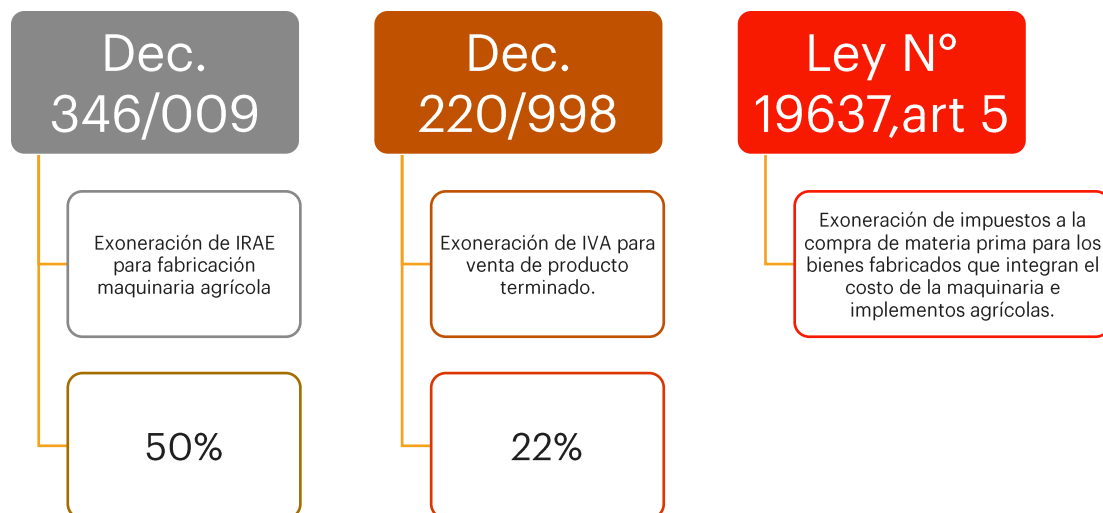 Dec.
346/009
Exoneración de IRAE
para fabricación
maquinaria agrícola
50%
Dec.
220/998
Exoneración de IVA para
venta de producto
terminado.
22%
Ley N°
19637,art 5
Exoneración de impuestos a la
compra de materia prima para los
bienes fabricados que integran el
costo de la maquinaria e
implementos agrícolas.